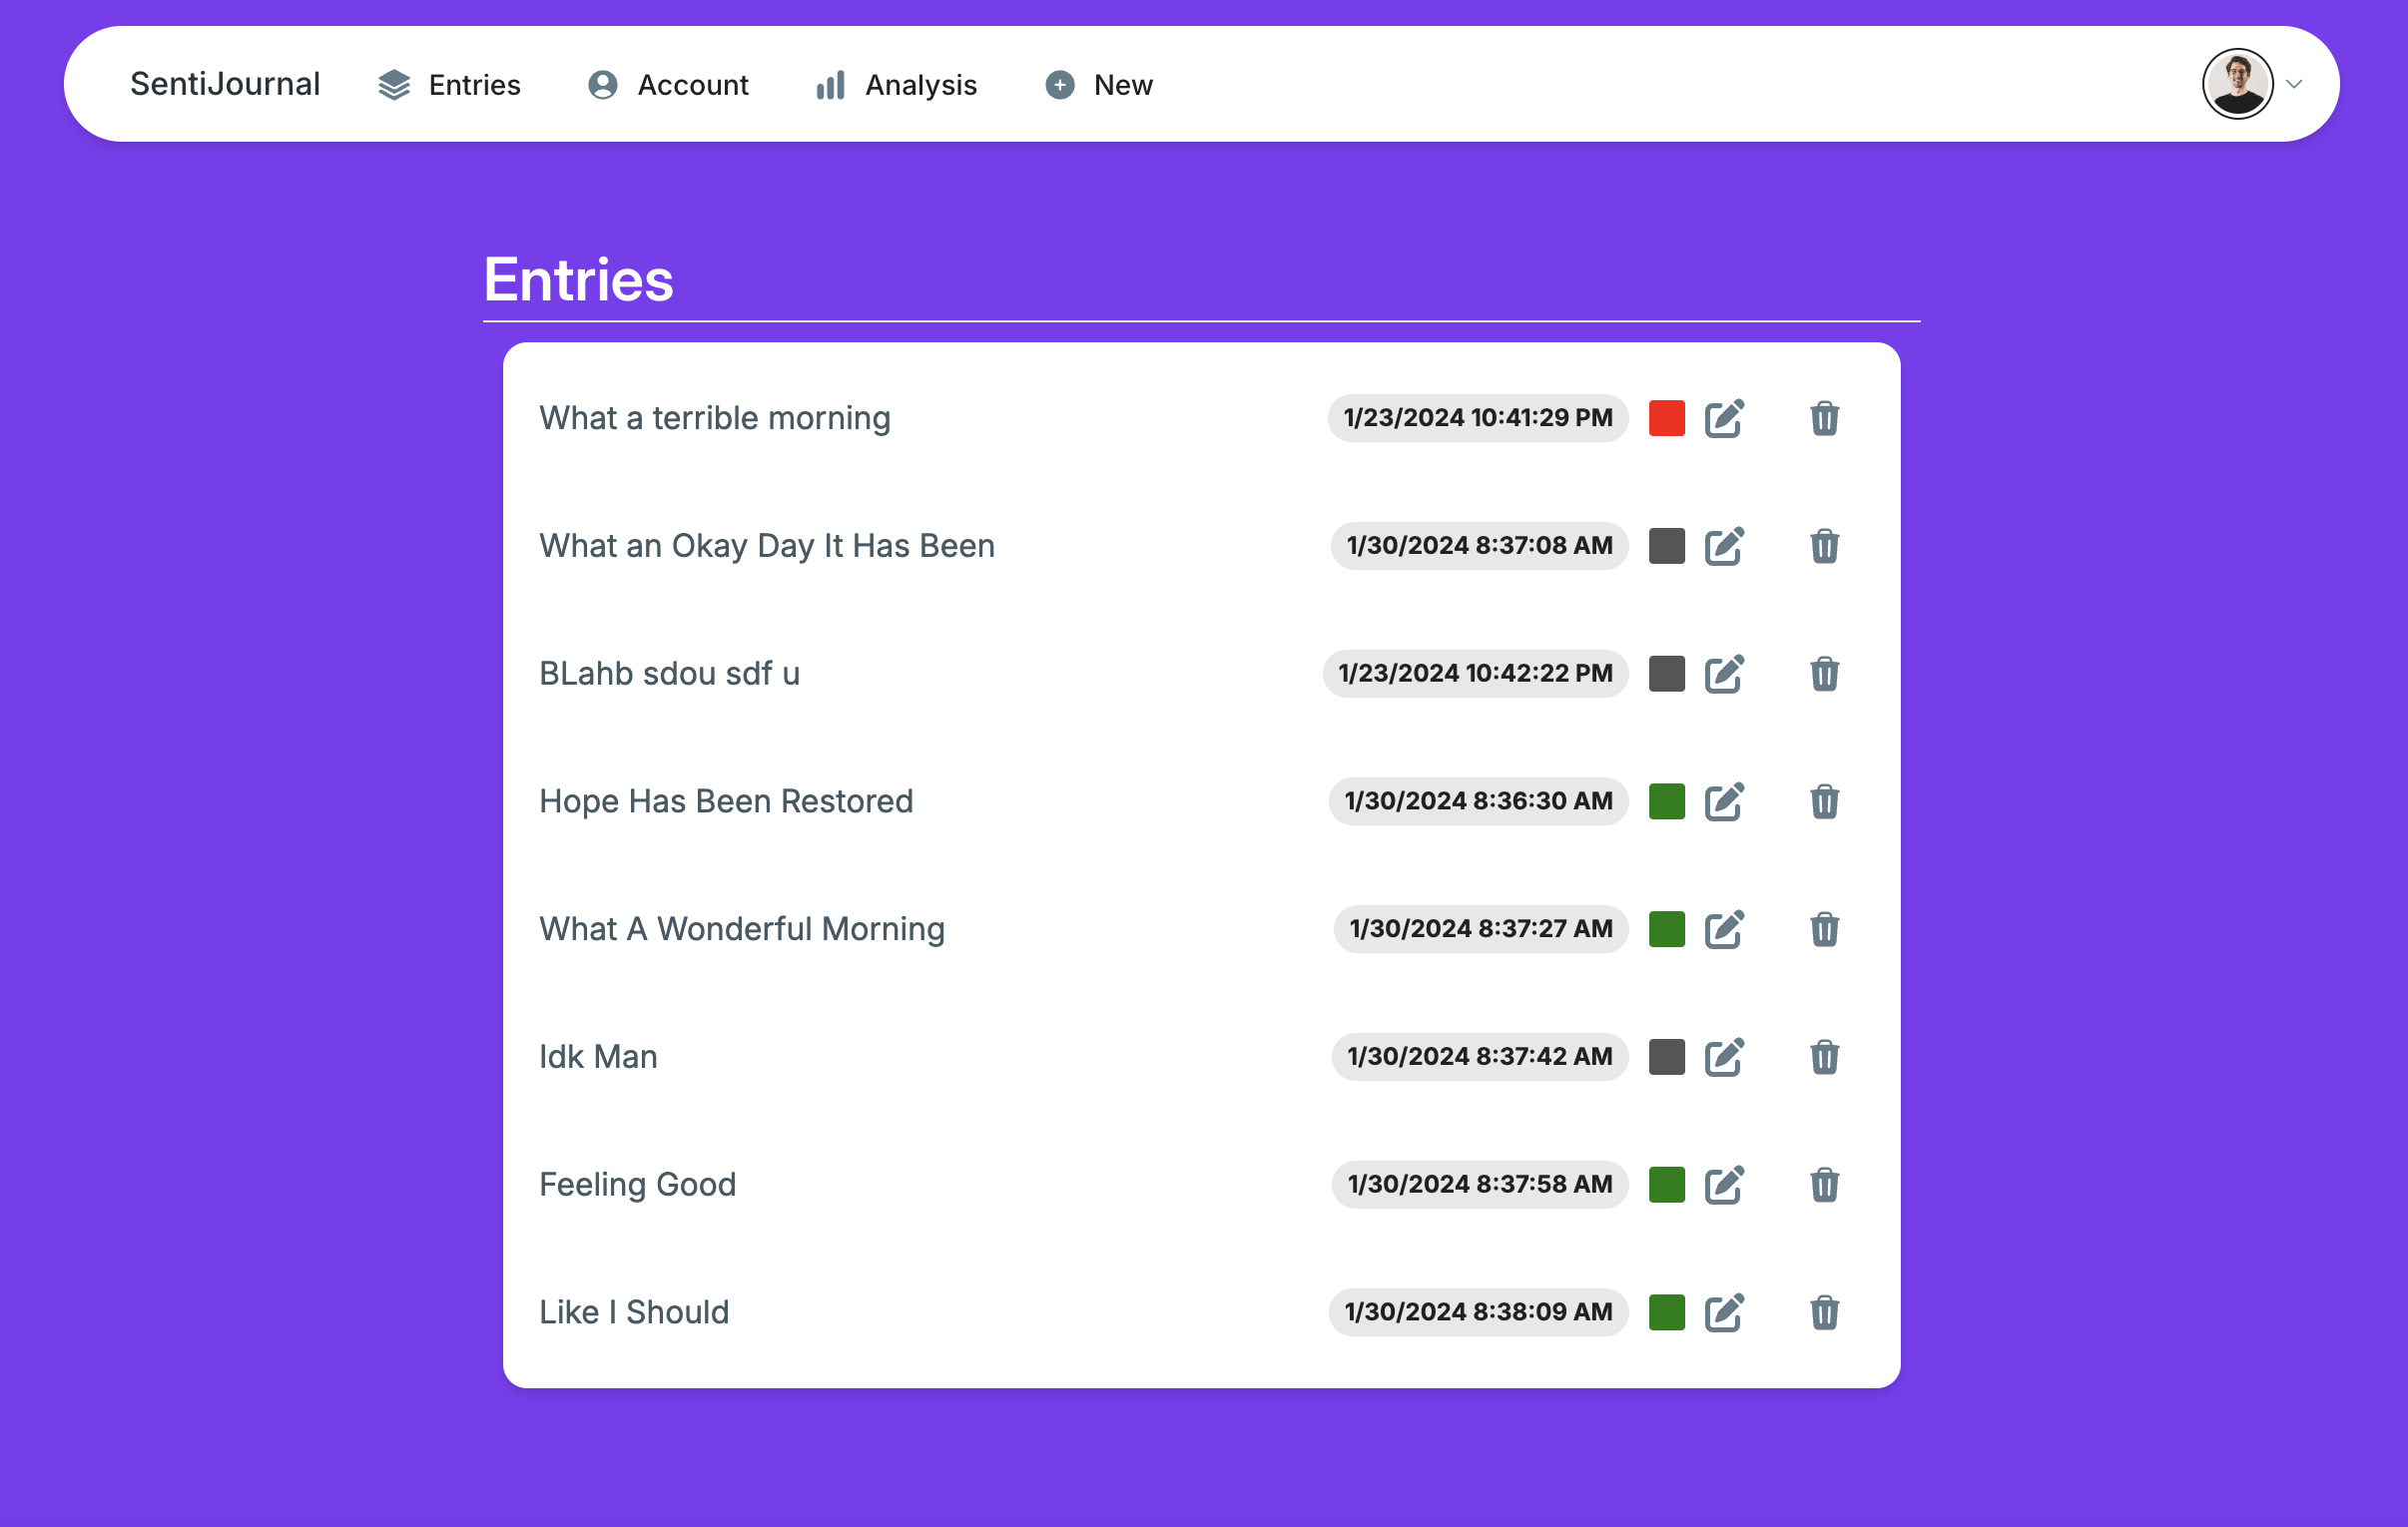 SentiJournal Entries Account Analysis New
Entries
What a terrible morning 1/23/2024 10:41:29 PM
What an Okay Day It Has Been 1/30/2024 8:37:08 AM
BLahb sdou sdf u 1/23/2024 10:42:22 PM
Hope Has Been Restored 1/30/2024 8:36:30 AM
What A Wonderful Morning 1/30/2024 8:37:27 AM
Idk Man 1/30/2024 8:37:42 AM
Feeling Good 1/30/2024 8:37:58 AM
Like I Should 1/30/2024 8:38:09 AM